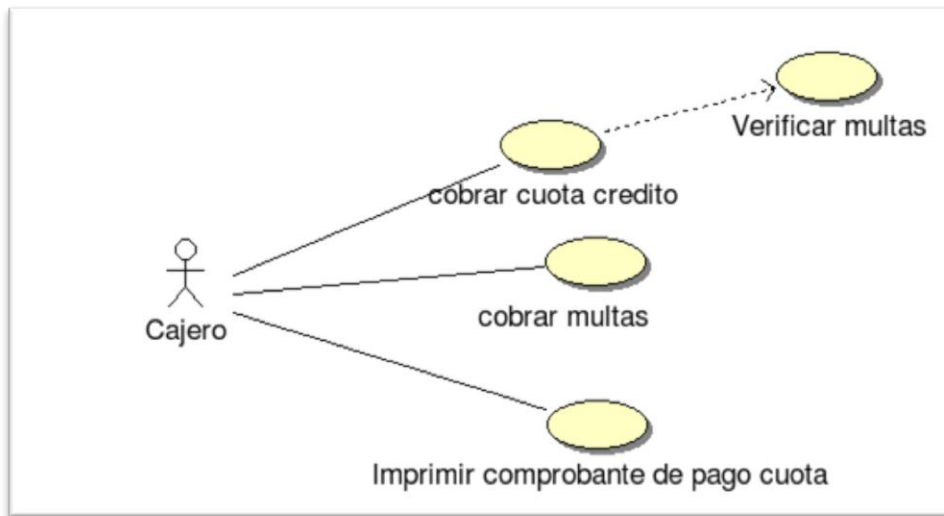 Verificar multas
cobrar cuota credito
cobrar multas
Cajero
Imprimir comprobante de pago cuota